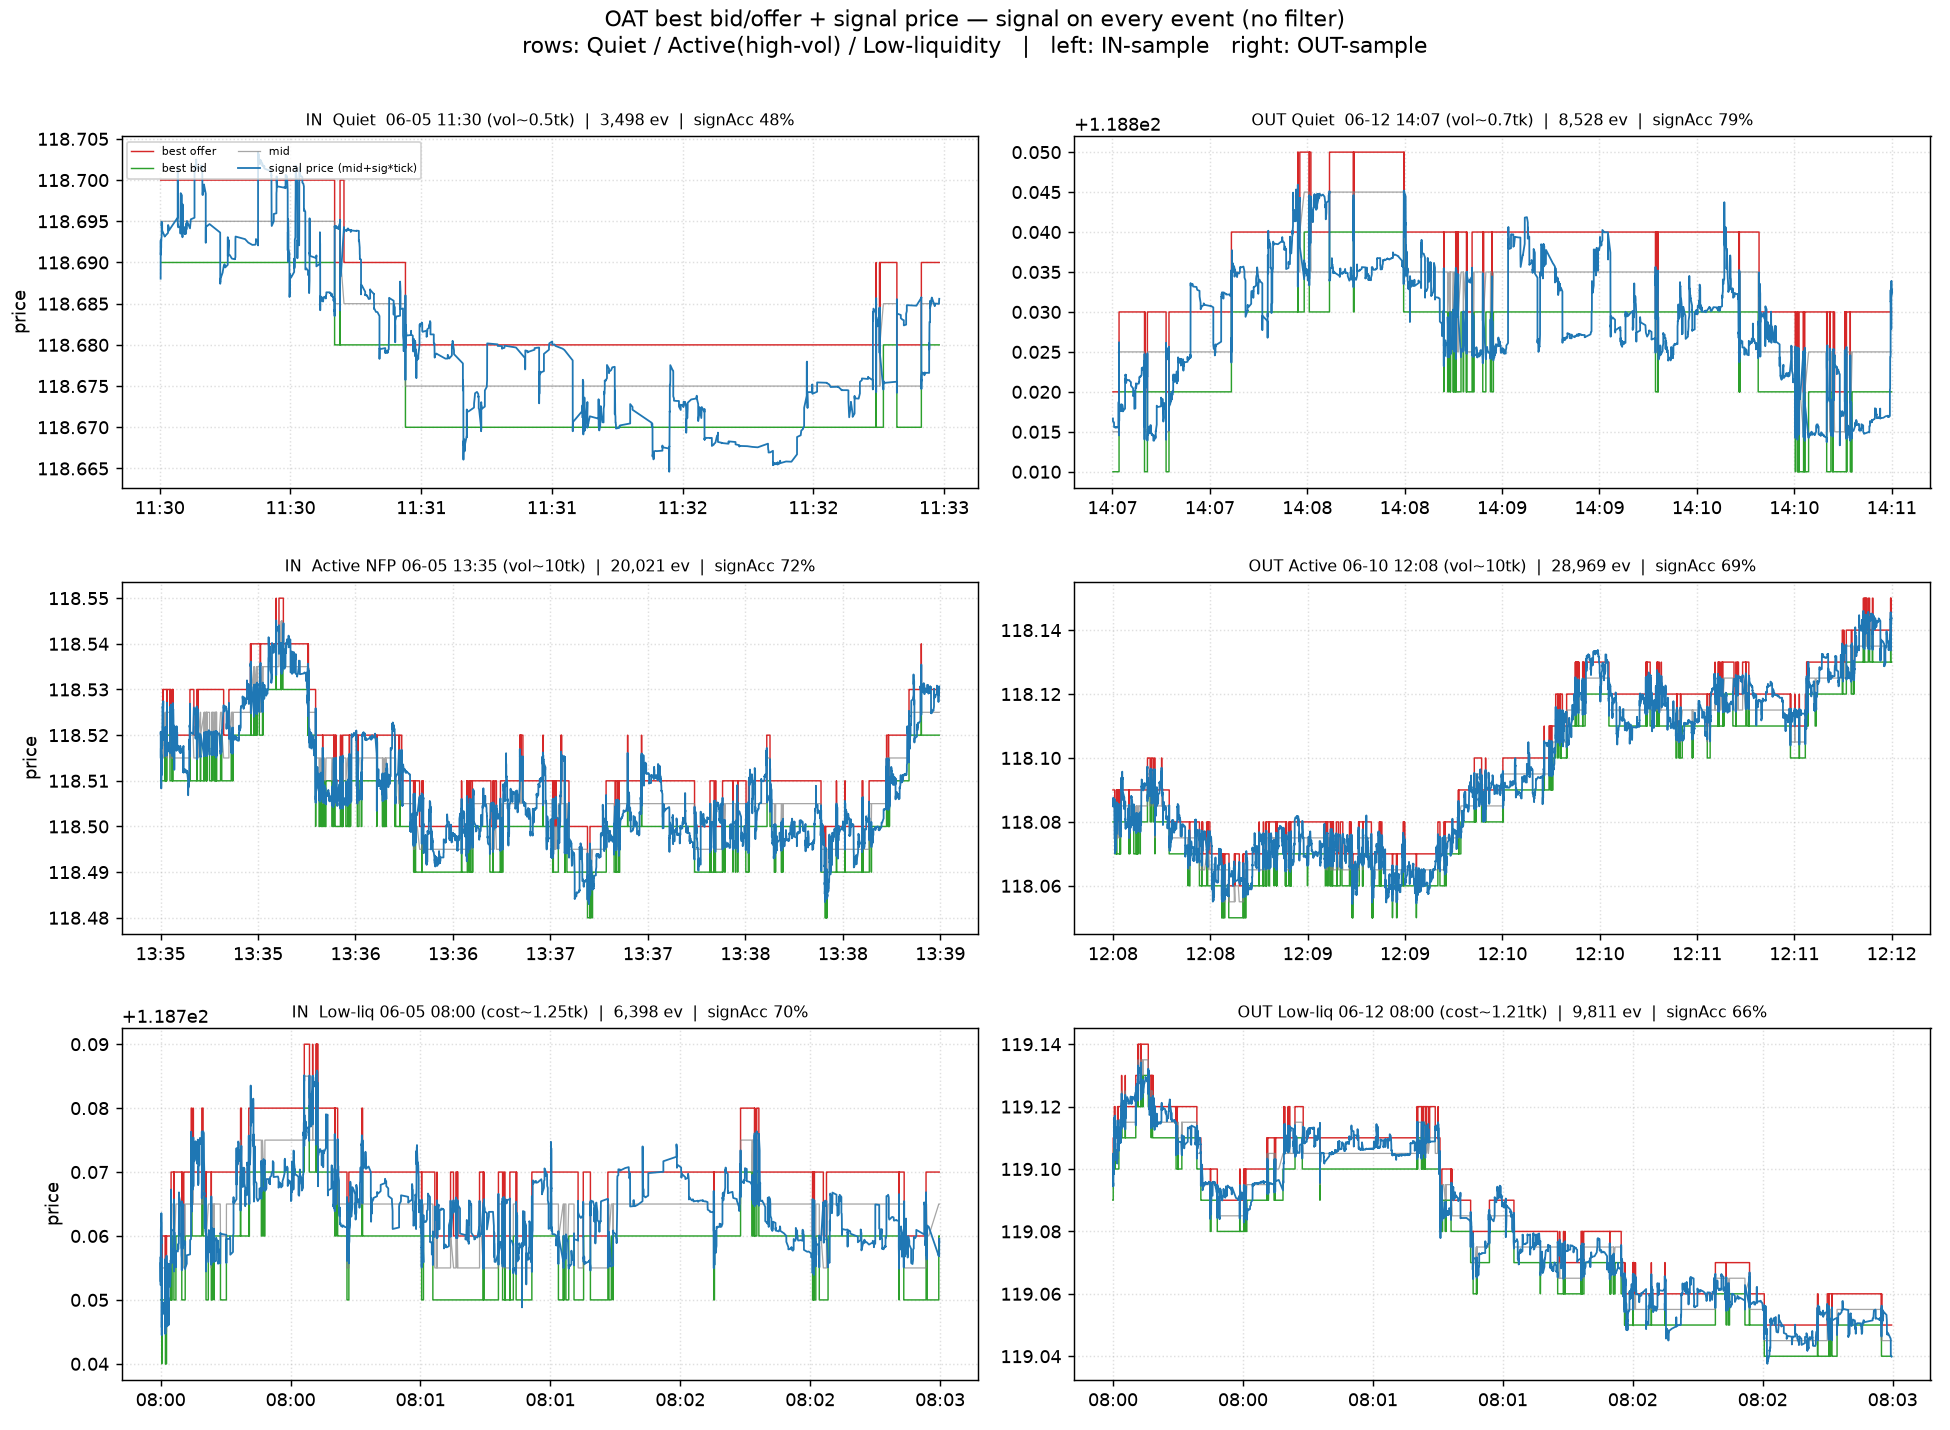 OAT best bid/offer + signal price — signal on every event (no filter)
rows: Quiet / Active(high-vol) / Low-liquidity   |   left: IN-sample   right: OUT-sample
IN  Quiet  06-05 11:30 (vol~0.5tk)  |  3,498 ev  |  signAcc 48%
118.705
118.700
118.695
118.690
118.685
118.680
118.675
118.670
118.665
price
best offer
best bid
mid
signal price (mid+sig*tick)
11:30 11:30 11:31 11:31 11:32 11:32 11:33
OUT Quiet  06-12 14:07 (vol~0.7tk)  |  8,528 ev  |  signAcc 79%
+1.188e2
0.050
0.045
0.040
0.035
0.030
0.025
0.020
0.015
0.010
14:07 14:07 14:08 14:08 14:09 14:09 14:10 14:10 14:11
IN  Active NFP 06-05 13:35 (vol~10tk)  |  20,021 ev  |  signAcc 72%
118.55
118.54
118.53
118.52
118.51
118.50
118.49
118.48
price
13:35 13:35 13:36 13:36 13:37 13:37 13:38 13:38 13:39
OUT Active 06-10 12:08 (vol~10tk)  |  28,969 ev  |  signAcc 69%
118.14
118.12
118.10
118.08
118.06
12:08 12:08 12:09 12:09 12:09 12:10 12:11 12:11 12:12
IN  Low-liq 06-05 08:00 (cost~1.25tk)  |  6,398 ev  |  signAcc 70%
+1.187e2
0.09
0.08
0.07
0.06
0.05
0.04
price
08:00 08:00 08:01 08:01 08:02 08:02 08:03
OUT Low-liq 06-12 08:00 (cost~1.21tk)  |  9,811 ev  |  signAcc 66%
119.14
119.12
119.10
119.08
119.06
119.04
08:00 08:00 08:01 08:01 08:02 08:02 08:03